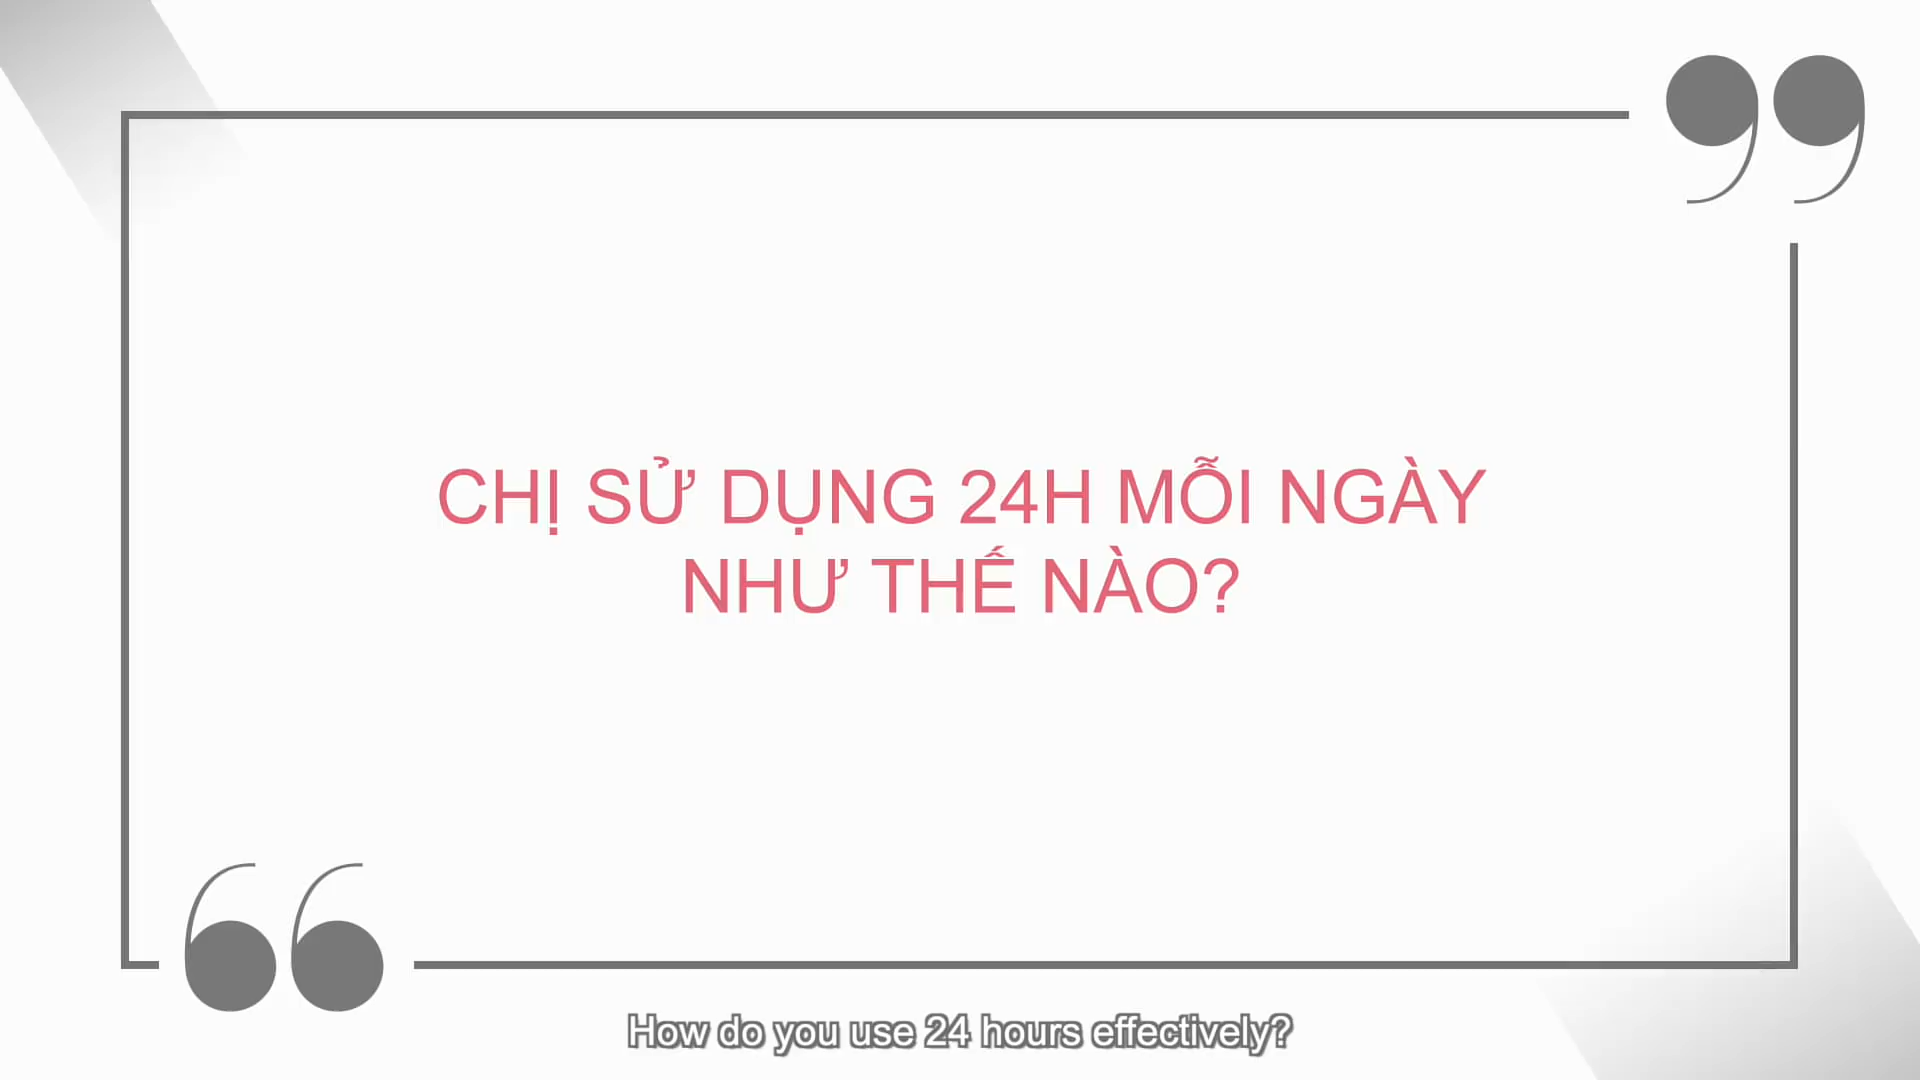 CHỊ SỬ DỤNG 24H MỖI NGÀY
NHƯ THẾ NÀO?
How do you use 24 hours effectively?